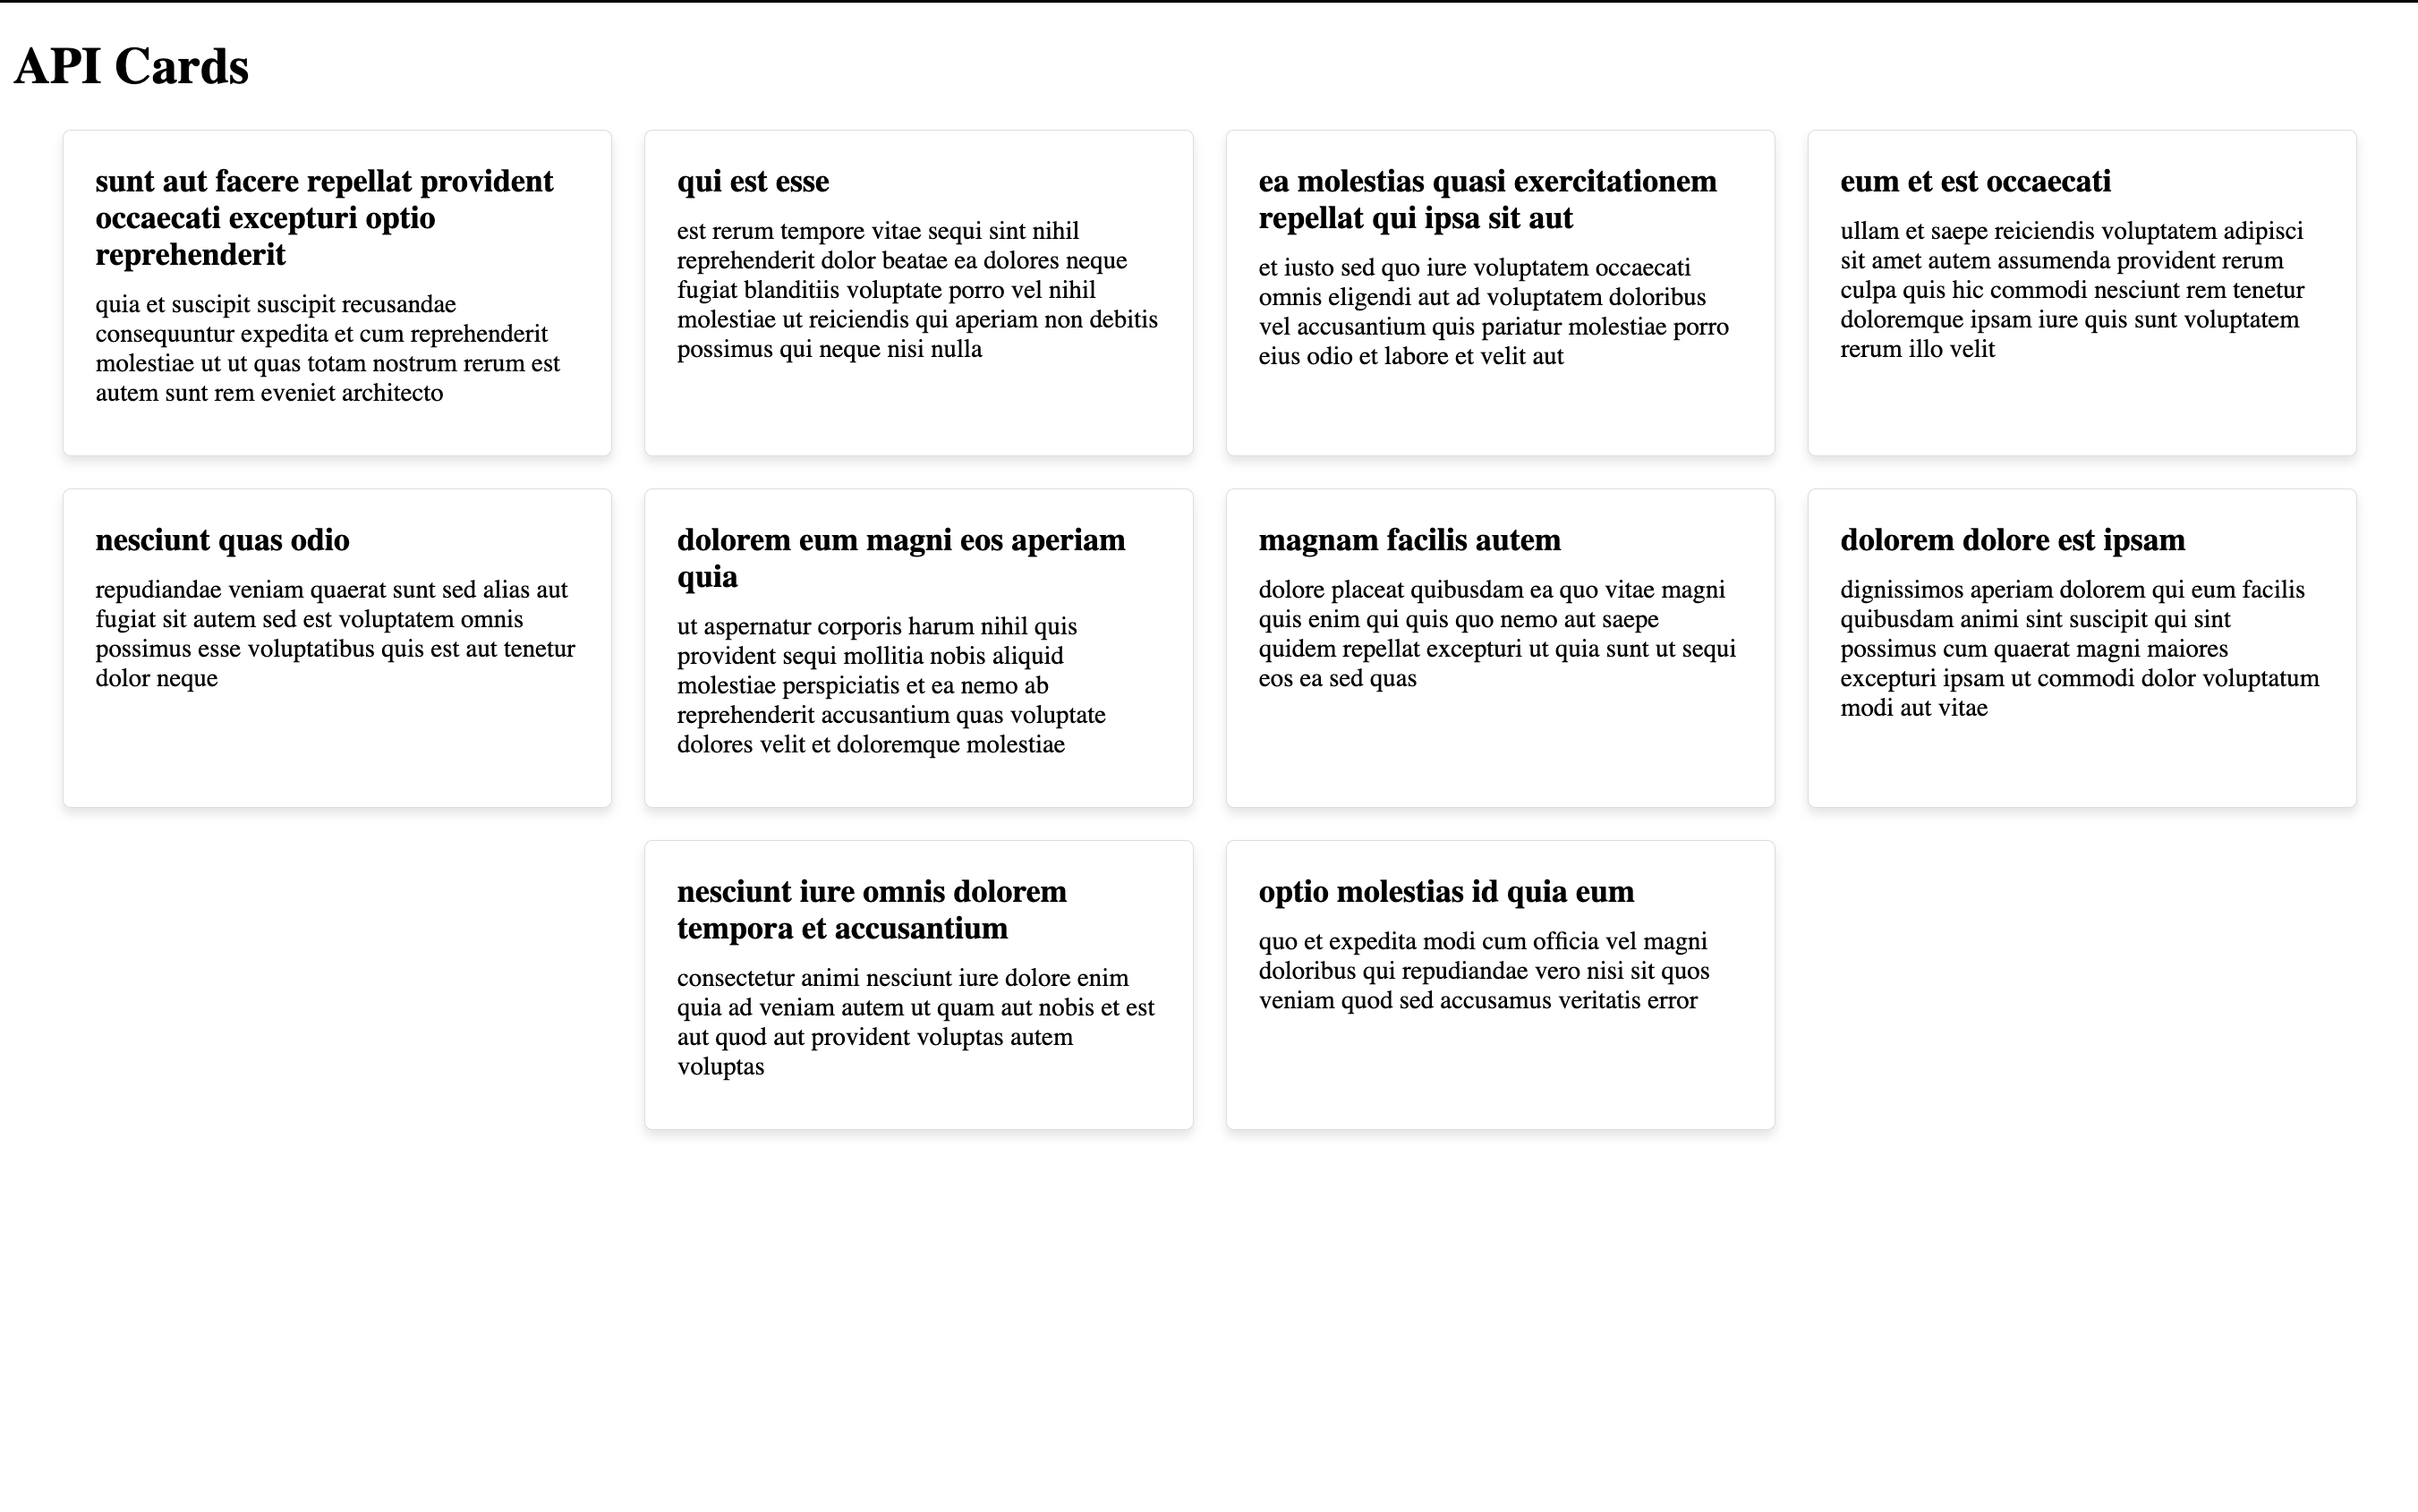 API Cards
sunt aut facere repellat provident
occaecati excepturi optio
reprehenderit
quia et suscipit suscipit recusandae
consequuntur expedita et cum reprehenderit
molestiae ut ut quas totam nostrum rerum est
autem sunt rem eveniet architecto
qui est esse
est rerum tempore vitae sequi sint nihil
reprehenderit dolor beatae ea dolores neque
fugiat blanditiis voluptate porro vel nihil
molestiae ut reiciendis qui aperiam non debitis
possimus qui neque nisi nulla
ea molestias quasi exercitationem
repellat qui ipsa sit aut
et iusto sed quo iure voluptatem occaecati
omnis eligendi aut ad voluptatem doloribus
vel accusantium quis pariatur molestiae porro
eius odio et labore et velit aut
eum et est occaecati
ullam et saepe reiciendis voluptatem adipisci
sit amet autem assumenda provident rerum
culpa quis hic commodi nesciunt rem tenetur
doloremque ipsam iure quis sunt voluptatem
rerum illo velit
nesciunt quas odio
repudiandae veniam quaerat sunt sed alias aut
fugiat sit autem sed est voluptatem omnis
possimus esse voluptatibus quis est aut tenetur
dolor neque
dolorem eum magni eos aperiam
quia
ut aspernatur corporis harum nihil quis
provident sequi mollitia nobis aliquid
molestiae perspiciatis et ea nemo ab
reprehenderit accusantium quas voluptate
dolores velit et doloremque molestiae
magnam facilis autem
dolore placeat quibusdam ea quo vitae magni
quis enim qui quis quo nemo aut saepe
quidem repellat excepturi ut quia sunt ut sequi
eos ea sed quas
dolorem dolore est ipsam
dignissimos aperiam dolorem qui eum facilis
quibusdam animi sint suscipit qui sint
possimus cum quaerat magni maiores
excepturi ipsam ut commodi dolor voluptatum
modi aut vitae
nesciunt iure omnis dolorem
tempora et accusantium
consectetur animi nesciunt iure dolore enim
quia ad veniam autem ut quam aut nobis et est
aut quod aut provident voluptas autem
voluptas
optio molestias id quia eum
quo et expedita modi cum officia vel magni
doloribus qui repudiandae vero nisi sit quos
veniam quod sed accusamus veritatis error